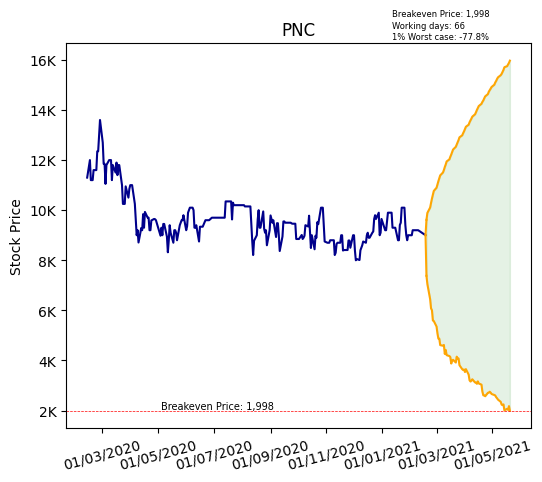 Breakeven Price: 1,998
Working days: 66
1% Worst case: -77.8%
PNC
Stock Price
16K
14K
12K
10K
8K
6K
4K
2K
Breakeven Price: 1,998
01/03/2020
01/05/2020
01/07/2020
01/09/2020
01/11/2020
01/01/2021
01/03/2021
01/05/2021